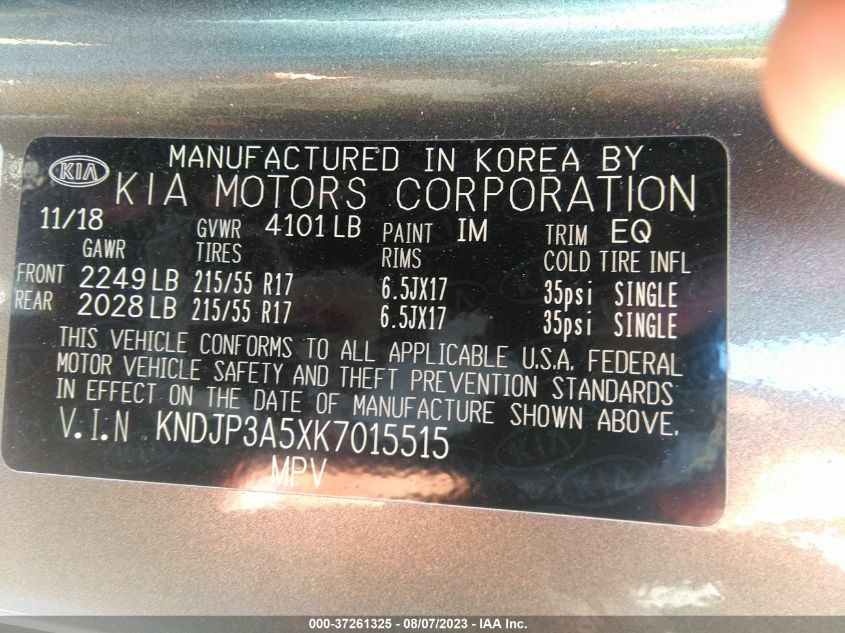 KIA
MANUFACTURED IN KOREA BY
KIA MOTORS CORPORATION
11/18 GVWR 4101 LB PAINT IM TRIM EQ
GAWR TIRES RIMS COLD TIRE INFL
FRONT 2249 LB 215/55 R17 6.5JX17 35psi SINGLE
REAR 2028 LB 215/55 R17 6.5JX17 35psi SINGLE
THIS VEHICLE CONFORMS TO ALL APPLICABLE U.S.A. FEDERAL
MOTOR VEHICLE SAFETY AND THEFT PREVENTION STANDARDS
IN EFFECT ON THE DATE OF MANUFACTURE SHOWN ABOVE.
V.I.N KNDJP3A5XK7015515
MPV
000-37261325 - 08/07/2023 - IAA Inc.